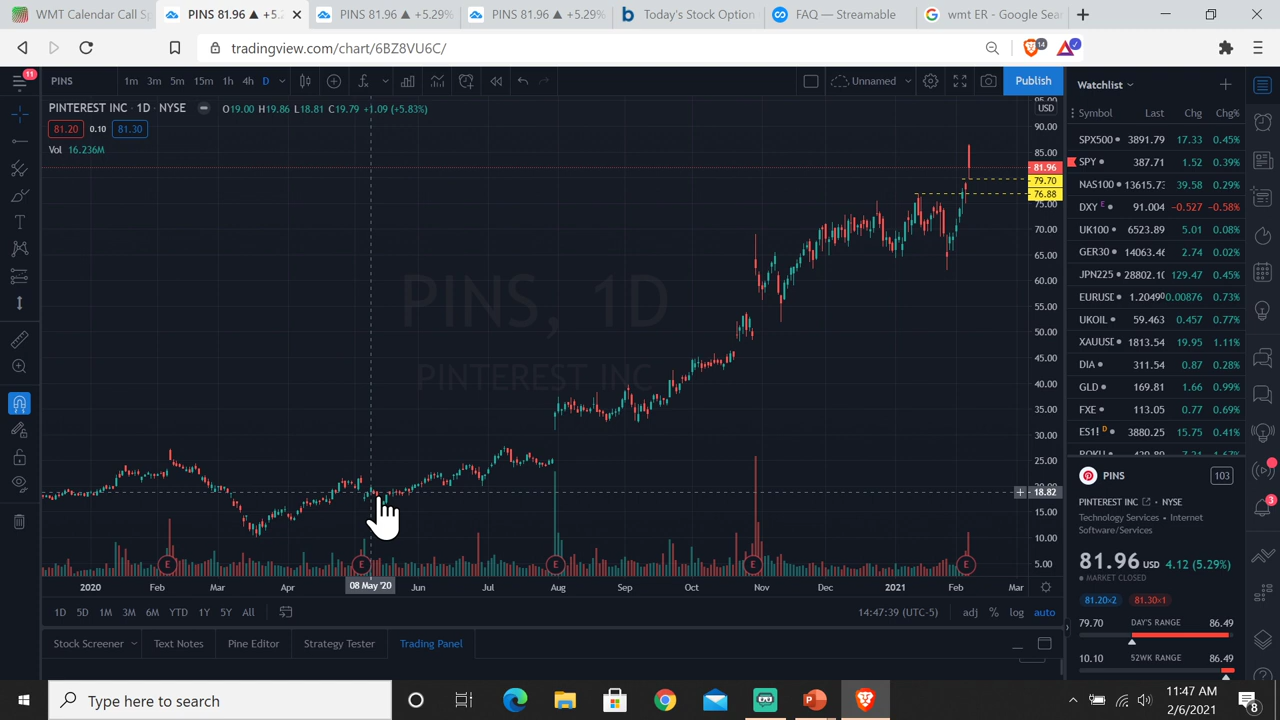 WMT Calendar Call S
PINS 81.96 ▲ +5.2
PINS 81.96 ▲ +5.29%
PINS 81.96 ▲ +5.29%
Today's Stock Option
FAQ — Streamable
wmt ER - Google Sea
tradingview.com/chart/6BZ8VU6C/
14
11
PINS
1m 3m 5m 15m 1h 4h D
Unnamed
Publish
Watchlist
PINTEREST INC · 1D · NYSE
O19.00 H19.86 L18.81 C19.79 +1.09 (+5.83%)
USD
81.20 0.10 81.30
Vol 16.236M
Symbol Last Chg Chg%
SPX500 3891.79 17.33 0.45%
SPY 387.71 1.52 0.39%
NAS100 13615.73 39.58 0.29%
DXY E 91.004 -0.527 -0.58%
UK100 6523.89 5.01 0.08%
GER30 14063.46 2.74 0.02%
JPN225 28802.10 129.47 0.45%
EURUSD 1.20490 0.00876 0.73%
UKOIL 59.463 0.457 0.77%
XAUUSD 1813.54 19.95 1.11%
DIA 311.54 0.87 0.28%
GLD 169.81 1.66 0.99%
FXE 113.05 0.77 0.69%
ES1! D 3880.25 15.75 0.41%
90.00
85.00
81.96
79.70
76.88
75.00
70.00
65.00
60.00
55.00
50.00
45.00
40.00
35.00
30.00
25.00
18.82
15.00
10.00
5.00
PINS, 1D
PINTEREST INC
E E E E E
2020 Feb Mar Apr 08 May '20 Jun Jul Aug Sep Oct Nov Dec 2021 Feb Mar
1D 5D 1M 3M 6M YTD 1Y 5Y All
14:47:39 (UTC-5) adj % log auto
Stock Screener Text Notes Pine Editor Strategy Tester Trading Panel
PINS 103
PINTEREST INC · NYSE
Technology Services · Internet
Software/Services
81.96 USD 4.12 (5.29%)
MARKET CLOSED
81.20×2 81.30×1
79.70 DAY'S RANGE 86.49
10.10 52WK RANGE 86.49
3
Type here to search
11:47 AM
2/6/2021
8